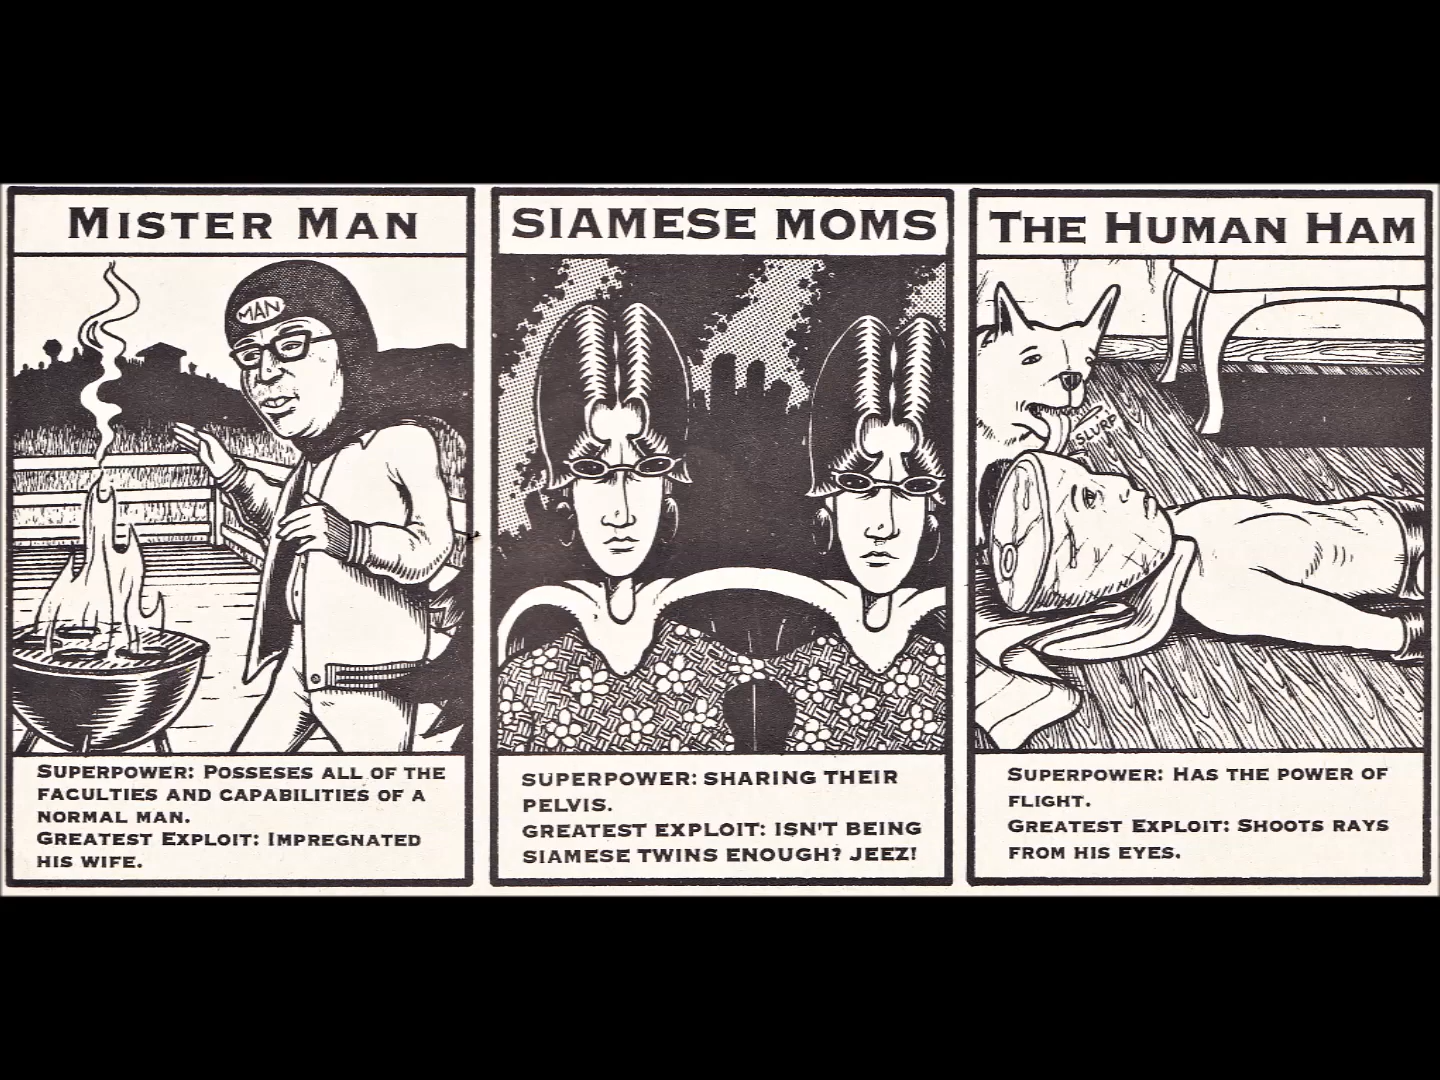 MISTER MAN
MAN
SUPERPOWER: POSSESES ALL OF THE
FACULTIES AND CAPABILITIES OF A
NORMAL MAN.
GREATEST EXPLOIT: IMPREGNATED
HIS WIFE.
SIAMESE MOMS
SUPERPOWER: SHARING THEIR
PELVIS.
GREATEST EXPLOIT: ISN'T BEING
SIAMESE TWINS ENOUGH? JEEZ!
THE HUMAN HAM
SLURP
SUPERPOWER: HAS THE POWER OF
FLIGHT.
GREATEST EXPLOIT: SHOOTS RAYS
FROM HIS EYES.